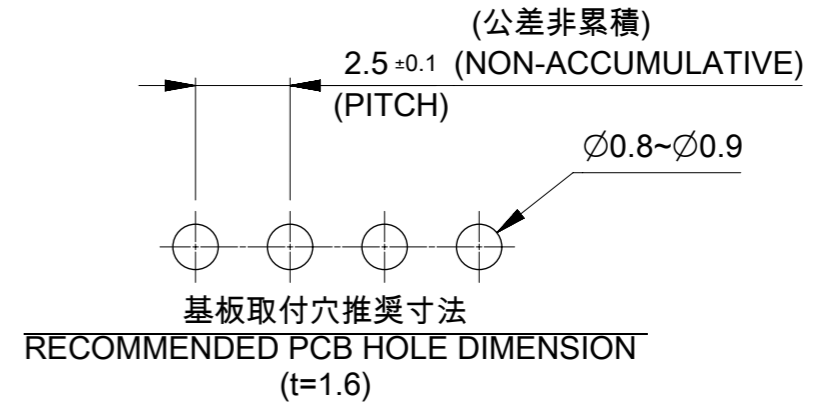 (公差非累積)
2.5 ±0.1 (NON-ACCUMULATIVE)
(PITCH)
∅0.8~∅0.9
基板取付穴推奨寸法
RECOMMENDED PCB HOLE DIMENSION
(t=1.6)